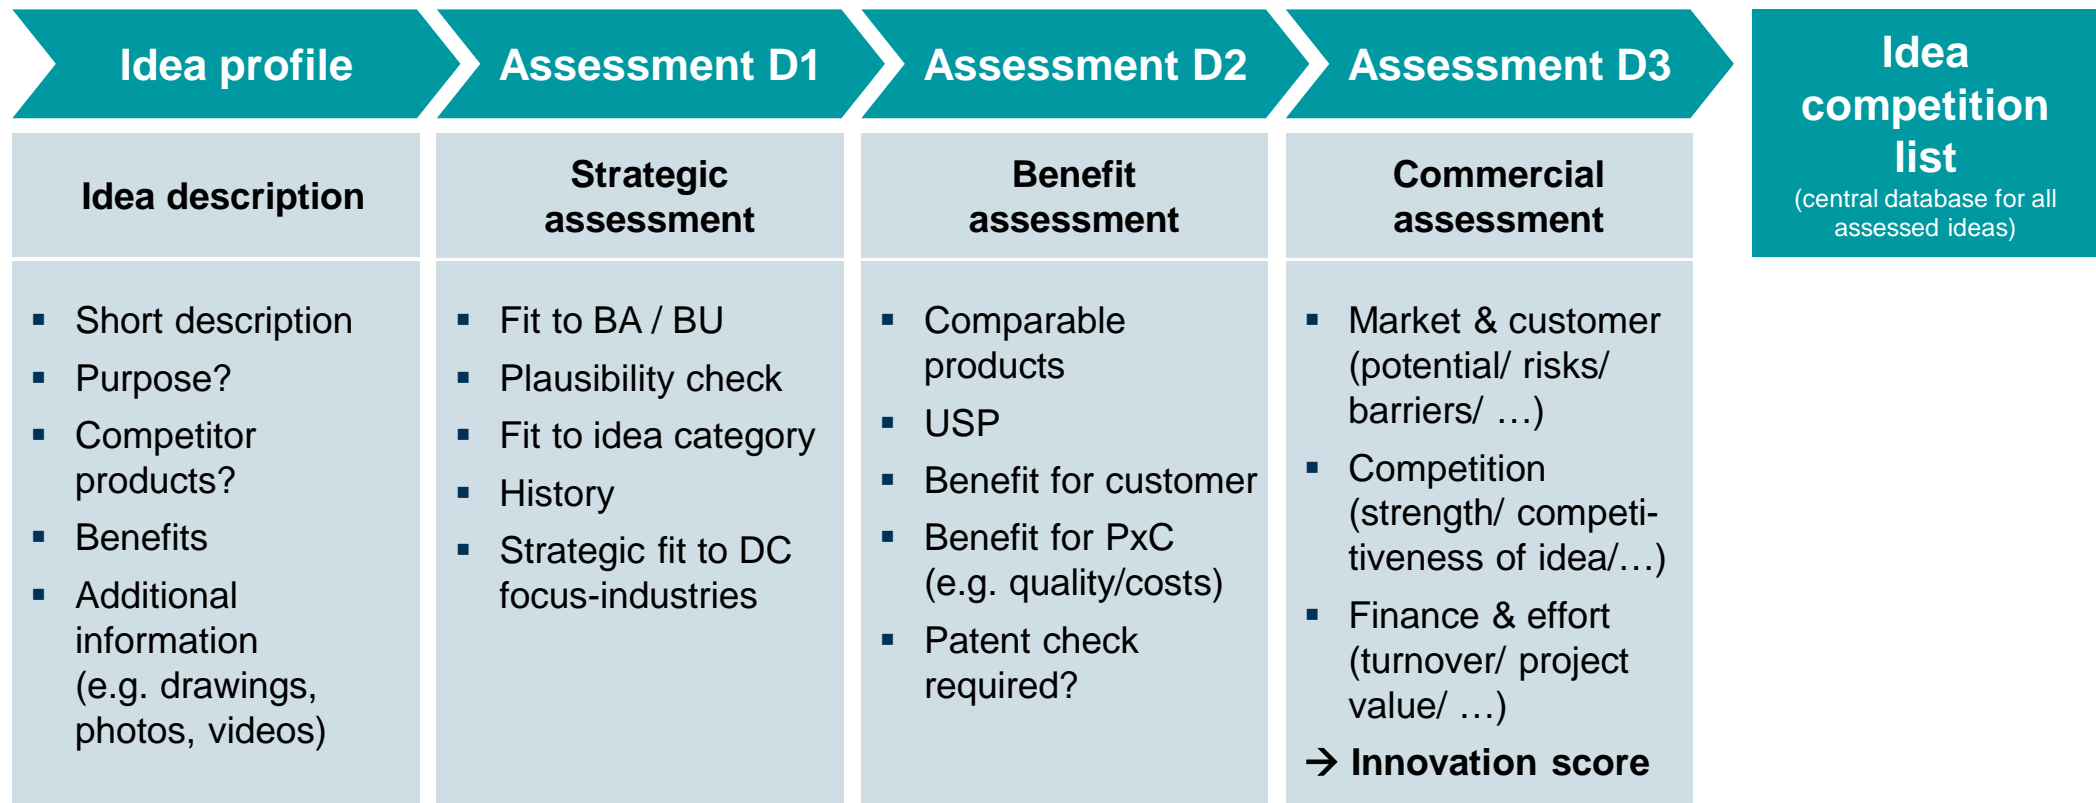 Idea profile
Assessment D1
Assessment D2
Assessment D3
Idea
competition
list
(central database for all
assessed ideas)
Idea description
Strategic
assessment
Benefit
assessment
Commercial
assessment
▪ Short description
▪ Purpose?
▪ Competitor
products?
▪ Benefits
▪ Additional
information
(e.g. drawings,
photos, videos)
▪ Fit to BA / BU
▪ Plausibility check
▪ Fit to idea category
▪ History
▪ Strategic fit to DC
focus-industries
▪ Comparable
products
▪ USP
▪ Benefit for customer
▪ Benefit for PxC
(e.g. quality/costs)
▪ Patent check
required?
▪ Market & customer
(potential/ risks/
barriers/ …)
▪ Competition
(strength/ competi-
tiveness of idea/…)
▪ Finance & effort
(turnover/ project
value/ …)
→ Innovation score